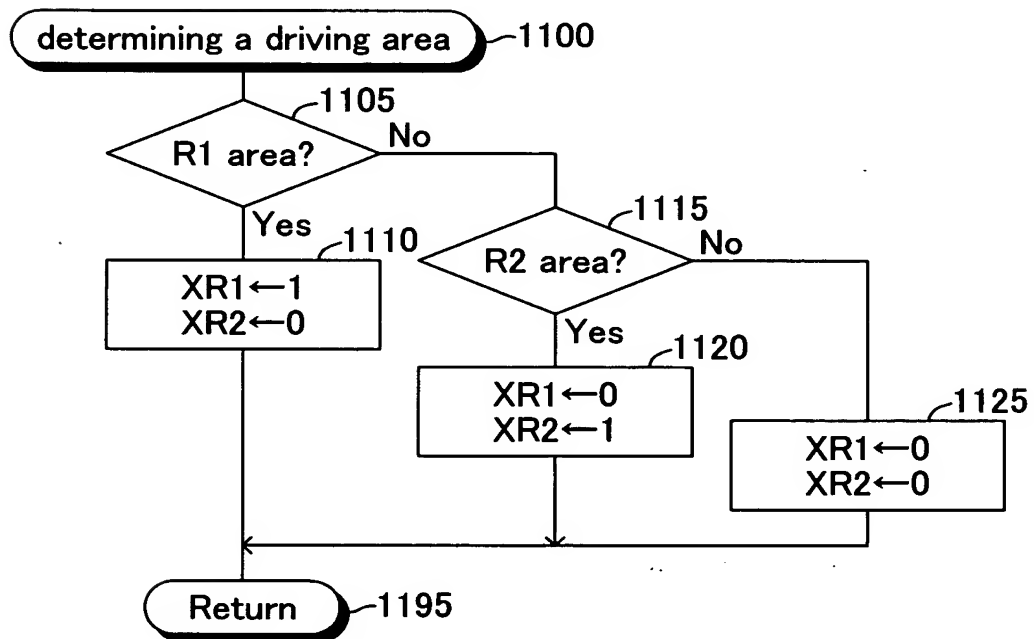 determining a driving area
1100
1105
R1 area?
No
Yes
1110
XR1←1
XR2←0
1115
R2 area?
No
Yes
1120
XR1←0
XR2←1
1125
XR1←0
XR2←0
Return
1195